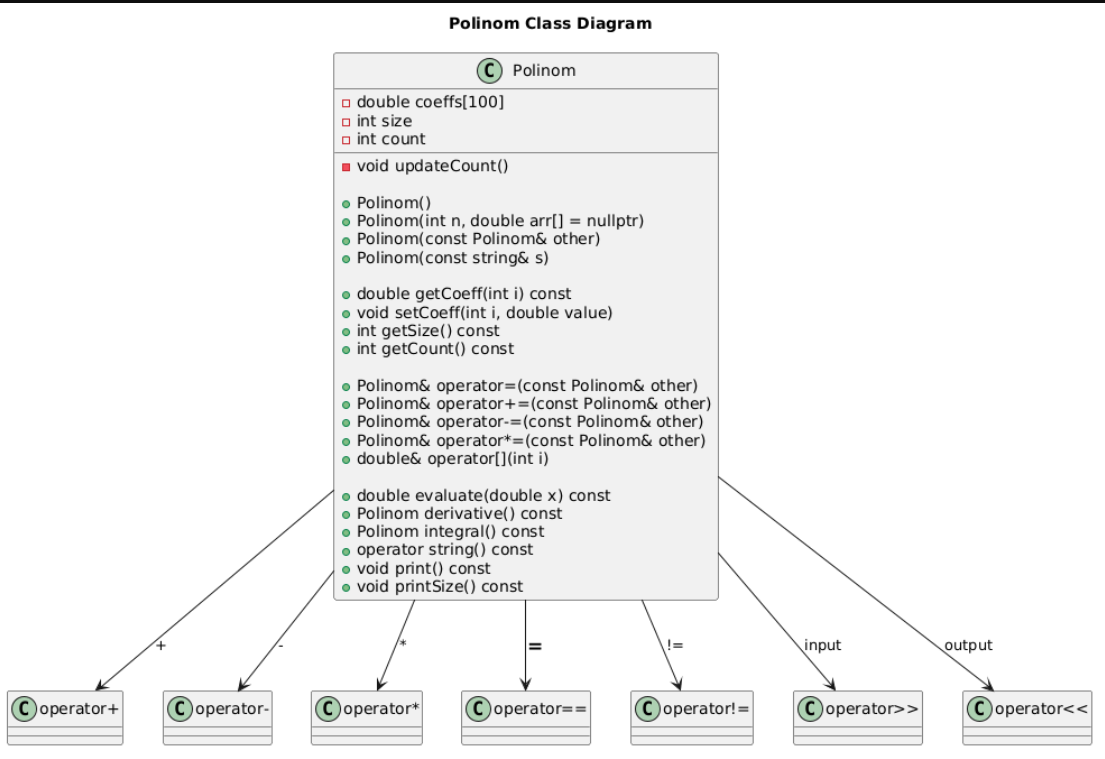 Polinom Class Diagram
C Polinom
double coeffs[100]
int size
int count
void updateCount()
Polinom()
Polinom(int n, double arr[] = nullptr)
Polinom(const Polinom& other)
Polinom(const string& s)
double getCoeff(int i) const
void setCoeff(int i, double value)
int getSize() const
int getCount() const
Polinom& operator=(const Polinom& other)
Polinom& operator+=(const Polinom& other)
Polinom& operator-=(const Polinom& other)
Polinom& operator*=(const Polinom& other)
double& operator[](int i)
double evaluate(double x) const
Polinom derivative() const
Polinom integral() const
operator string() const
void print() const
void printSize() const
+ - * = != input output
C operator+ C operator- C operator* C operator== C operator!= C operator>> C operator<<